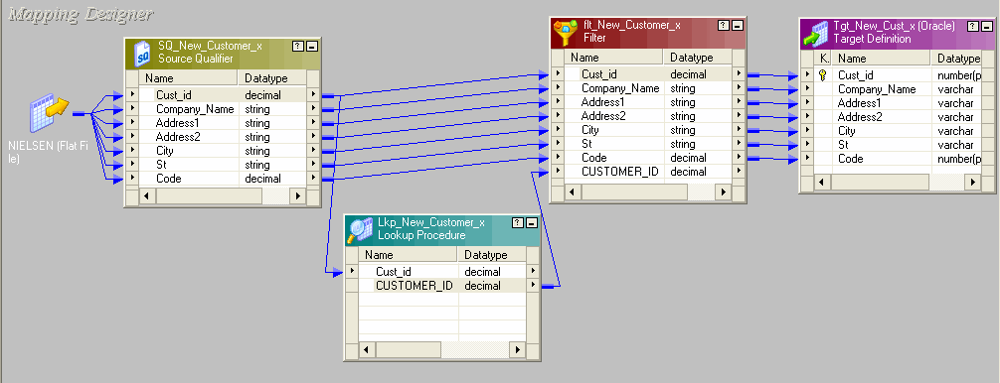 Mapping Designer
NIELSEN (Flat Fi
le)
SQ_New_Customer_x
Source Qualifier
SQ
Name Datatype
Cust_id decimal
Company_Name string
Address1 string
Address2 string
City string
St string
Code decimal
Lkp_New_Customer_x
Lookup Procedure
Name Datatype
Cust_id decimal
CUSTOMER_ID decimal
flt_New_Customer_x
Filter
Name Datatype
Cust_id decimal
Company_Name string
Address1 string
Address2 string
City string
St string
Code decimal
CUSTOMER_ID decimal
Tgt_New_Cust_x (Oracle)
Target Definition
K. Name Datatype
Cust_id number(p
Company_Name varchar
Address1 varchar
Address2 varchar
City varchar
St varchar
Code number(p